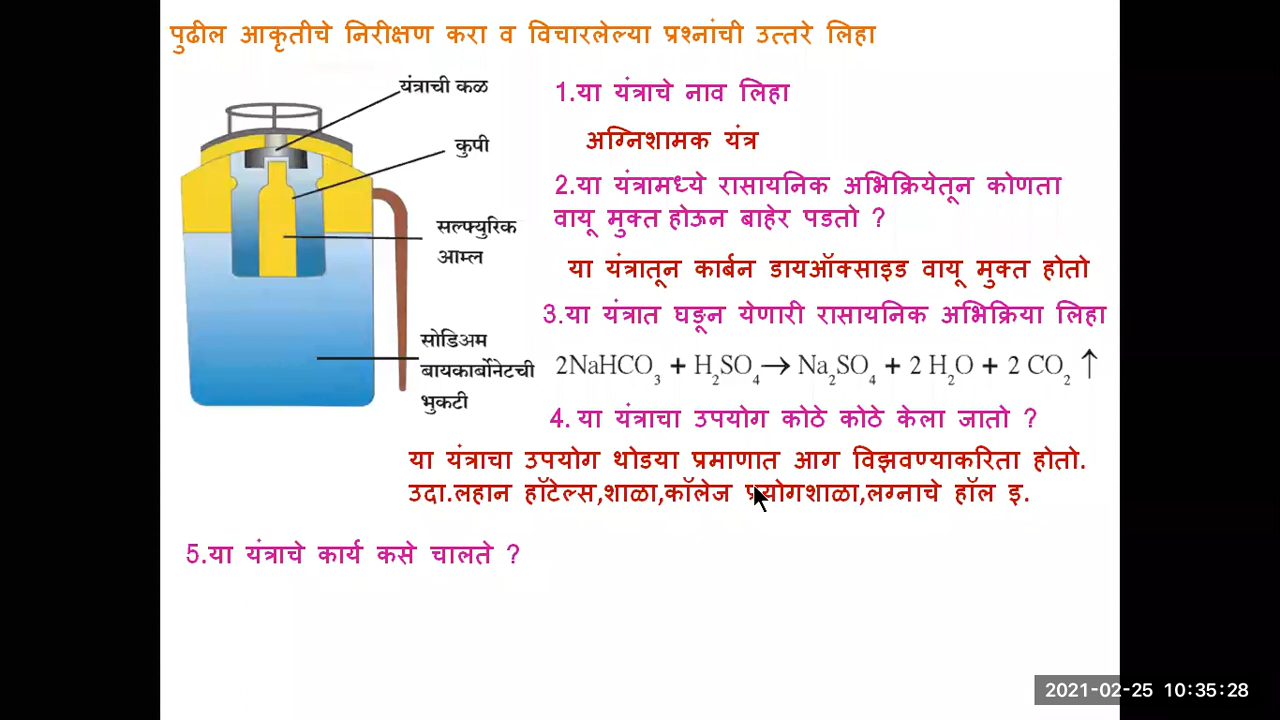 पुढील आकृतीचे निरीक्षण करा व विचारलेल्या प्रश्नांची उत्तरे लिहा
यंत्राची कळ
कुपी
सल्फ्युरिक
आम्ल
सोडिअम
बायकार्बोनेटची
भुकटी
1.या यंत्राचे नाव लिहा
अग्निशामक यंत्र
2.या यंत्रामध्ये रासायनिक अभिक्रियेतून कोणता
वायू मुक्त होऊन बाहेर पडतो ?
या यंत्रातून कार्बन डायऑक्साइड वायू मुक्त होतो
3.या यंत्रात घडून येणारी रासायनिक अभिक्रिया लिहा
2NaHCO₃ + H₂SO₄→ Na₂SO₄ + 2 H₂O + 2 CO₂ ↑
4. या यंत्राचा उपयोग कोठे कोठे केला जातो ?
या यंत्राचा उपयोग थोडया प्रमाणात आग विझवण्याकरिता होतो.
उदा.लहान हॉटेल्स,शाळा,कॉलेज प्रयोगशाळा,लग्नाचे हॉल इ.
5.या यंत्राचे कार्य कसे चालते ?
2021-02-25 10:35:28